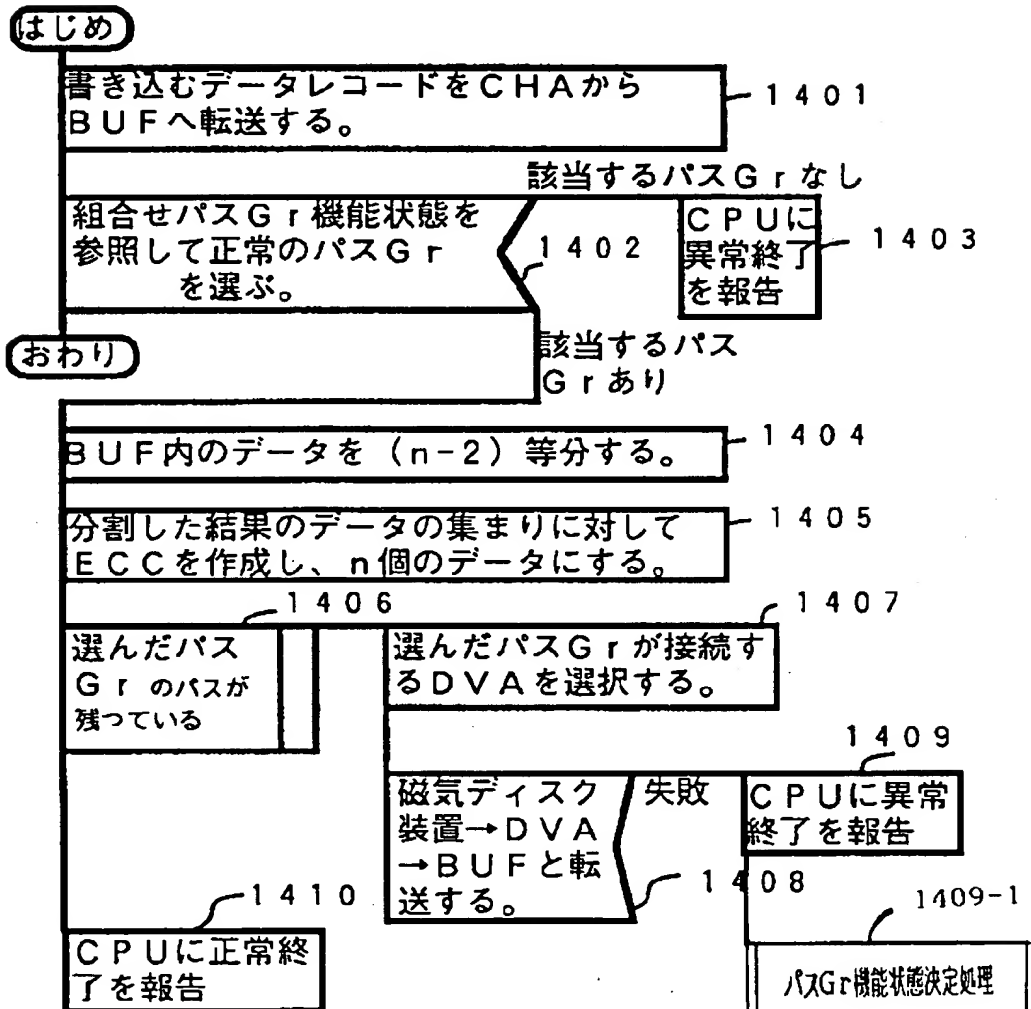 はじめ
書き込むデータレコードをCHAから
BUFへ転送する。
1401
該当するパスGrなし
組合せパスGr機能状態を
参照して正常のパスGr
を選ぶ。
1402
CPUに
異常終了
を報告
1403
おわり
該当するパス
Grあり
BUF内のデータを(n-2)等分する。
1404
分割した結果のデータの集まりに対して
ECCを作成し、n個のデータにする。
1405
1406
選んだパス
Grのパスが
残つている
1407
選んだパスGrが接続す
るDVAを選択する。
磁気ディスク
装置→DVA
→BUFと転
送する。
1408
失敗
1409
CPUに異常
終了を報告
1409-1
パスGr機能状態決定処理
1410
CPUに正常終
了を報告